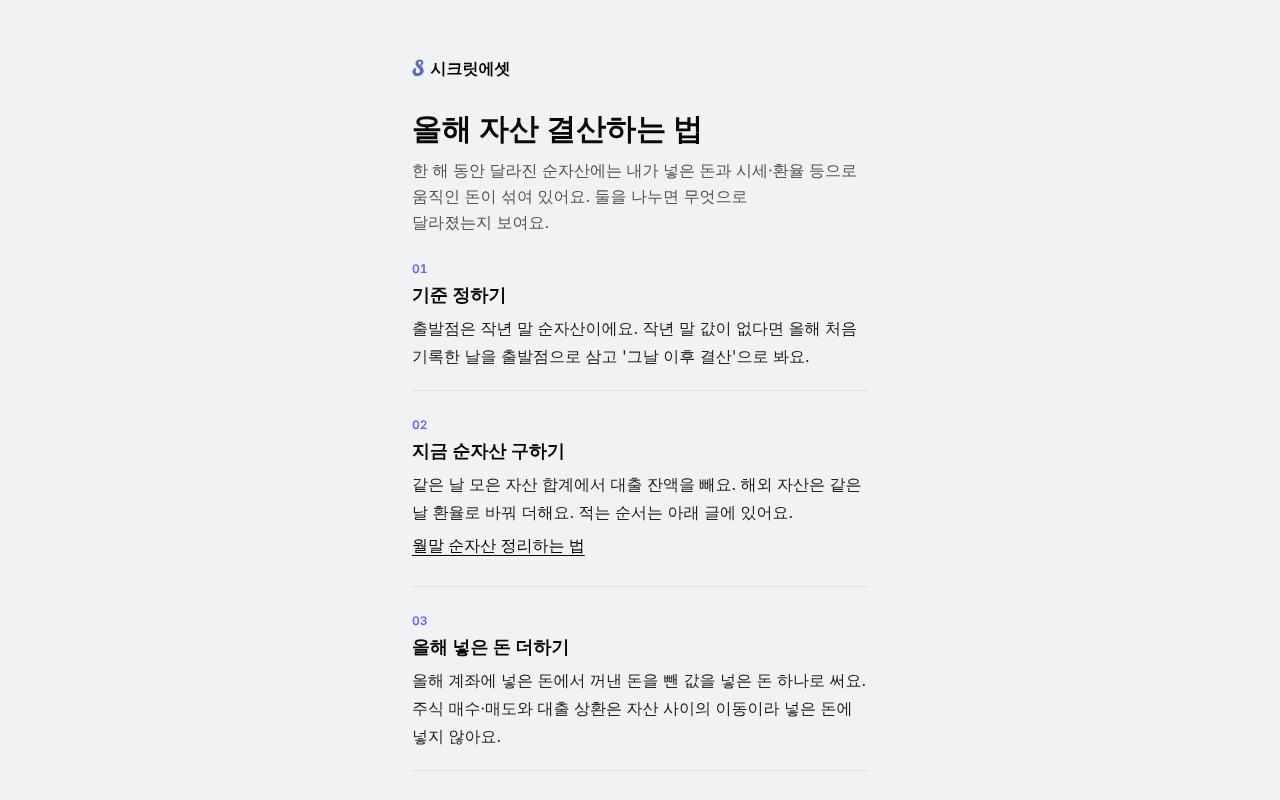 S 시크릿에셋
올해 자산 결산하는 법
한 해 동안 달라진 순자산에는 내가 넣은 돈과 시세·환율 등으로
움직인 돈이 섞여 있어요. 둘을 나누면 무엇으로
달라졌는지 보여요.
01
기준 정하기
출발점은 작년 말 순자산이에요. 작년 말 값이 없다면 올해 처음
기록한 날을 출발점으로 삼고 '그날 이후 결산'으로 봐요.
02
지금 순자산 구하기
같은 날 모은 자산 합계에서 대출 잔액을 빼요. 해외 자산은 같은
날 환율로 바꿔 더해요. 적는 순서는 아래 글에 있어요.
월말 순자산 정리하는 법
03
올해 넣은 돈 더하기
올해 계좌에 넣은 돈에서 꺼낸 돈을 뺀 값을 넣은 돈 하나로 써요.
주식 매수·매도와 대출 상환은 자산 사이의 이동이라 넣은 돈에
넣지 않아요.